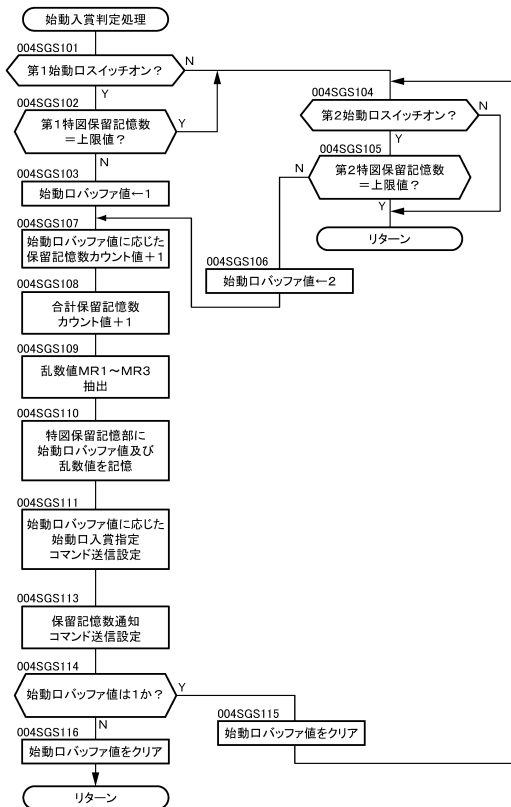 始動入賞判定処理
004SGS101
第1始動口スイッチオン？
N
Y
004SGS102
第1特図保留記憶数
＝上限値？
Y
N
004SGS103
始動口バッファ値←1
004SGS104
第2始動口スイッチオン？
N
Y
004SGS105
第2特図保留記憶数
＝上限値？
N
Y
リターン
004SGS106
始動口バッファ値←2
004SGS107
始動口バッファ値に応じた
保留記憶数カウント値＋1
004SGS108
合計保留記憶数
カウント値＋1
004SGS109
乱数値MR1～MR3
抽出
004SGS110
特図保留記憶部に
始動口バッファ値及び
乱数値を記憶
004SGS111
始動口バッファ値に応じた
始動口入賞指定
コマンド送信設定
004SGS113
保留記憶数通知
コマンド送信設定
004SGS114
始動口バッファ値は1か？
Y
N
004SGS115
始動口バッファ値をクリア
004SGS116
始動口バッファ値をクリア
リターン